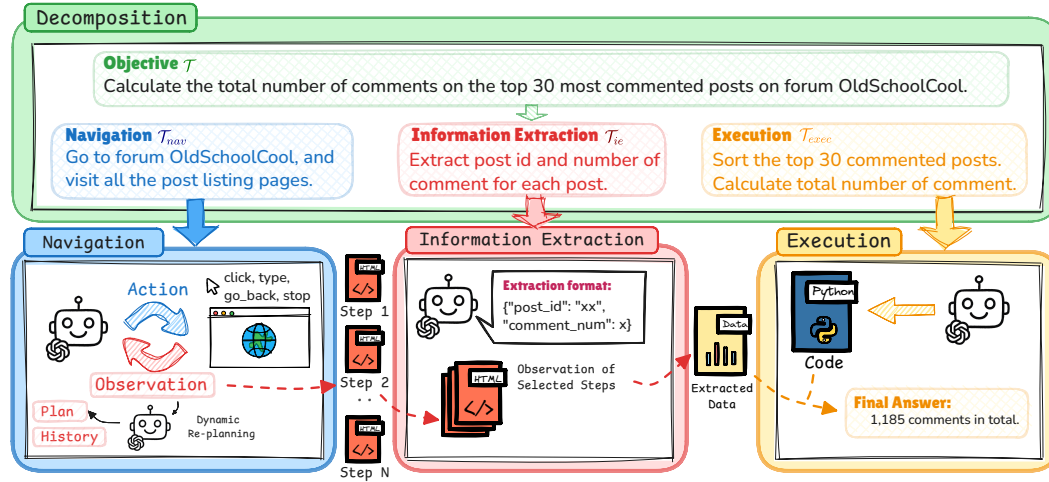 Decomposition
Objective 𝒯
Calculate the total number of comments on the top 30 most commented posts on forum OldSchoolCool.
Navigation 𝒯nav
Go to forum OldSchoolCool, and
visit all the post listing pages.
Information Extraction 𝒯ie
Extract post id and number of
comment for each post.
Execution 𝒯exec
Sort the top 30 commented posts.
Calculate total number of comment.
Navigation
Action
click, type,
go_back, stop
Observation
Plan
History
Dynamic
Re-planning
HTML
</>
Step 1
HTML
</>
Step 2
..
HTML
</>
Step N
Information Extraction
Extraction format:
{"post_id": "xx",
"comment_num": x}
HTML
</>
Observation of
Selected Steps
Data
Extracted
Data
Execution
Python
Code
Final Answer:
1,185 comments in total.